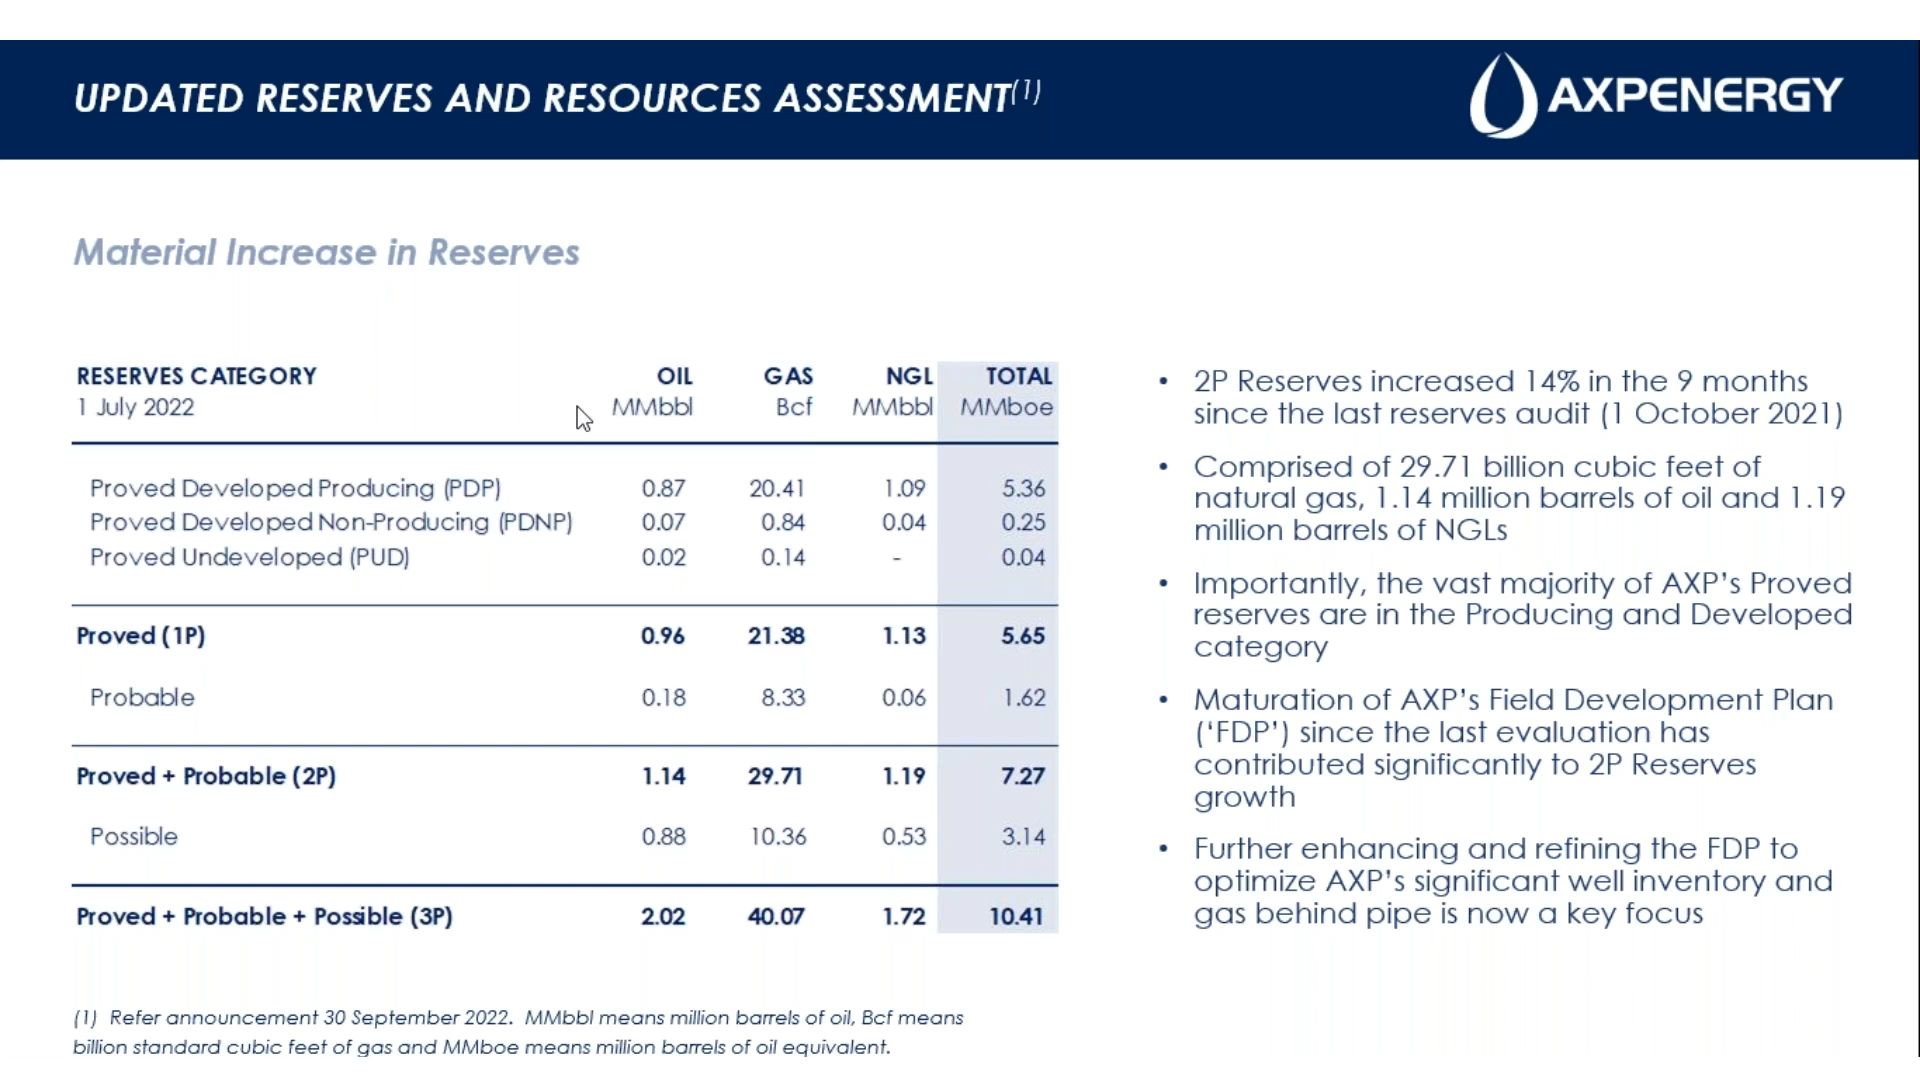 UPDATED RESERVES AND RESOURCES ASSESSMENT(1)
AXPENERGY
Material Increase in Reserves
RESERVES CATEGORY OIL GAS NGL TOTAL
1 July 2022 MMbbl Bcf MMbbl MMboe
Proved Developed Producing (PDP) 0.87 20.41 1.09 5.36
Proved Developed Non-Producing (PDNP) 0.07 0.84 0.04 0.25
Proved Undeveloped (PUD) 0.02 0.14 - 0.04
Proved (1P) 0.96 21.38 1.13 5.65
Probable 0.18 8.33 0.06 1.62
Proved + Probable (2P) 1.14 29.71 1.19 7.27
Possible 0.88 10.36 0.53 3.14
Proved + Probable + Possible (3P) 2.02 40.07 1.72 10.41
• 2P Reserves increased 14% in the 9 months
since the last reserves audit (1 October 2021)
• Comprised of 29.71 billion cubic feet of
natural gas, 1.14 million barrels of oil and 1.19
million barrels of NGLs
• Importantly, the vast majority of AXP’s Proved
reserves are in the Producing and Developed
category
• Maturation of AXP’s Field Development Plan
(‘FDP’) since the last evaluation has
contributed significantly to 2P Reserves
growth
• Further enhancing and refining the FDP to
optimize AXP’s significant well inventory and
gas behind pipe is now a key focus
(1) Refer announcement 30 September 2022. MMbbl means million barrels of oil, Bcf means
billion standard cubic feet of gas and MMboe means million barrels of oil equivalent.